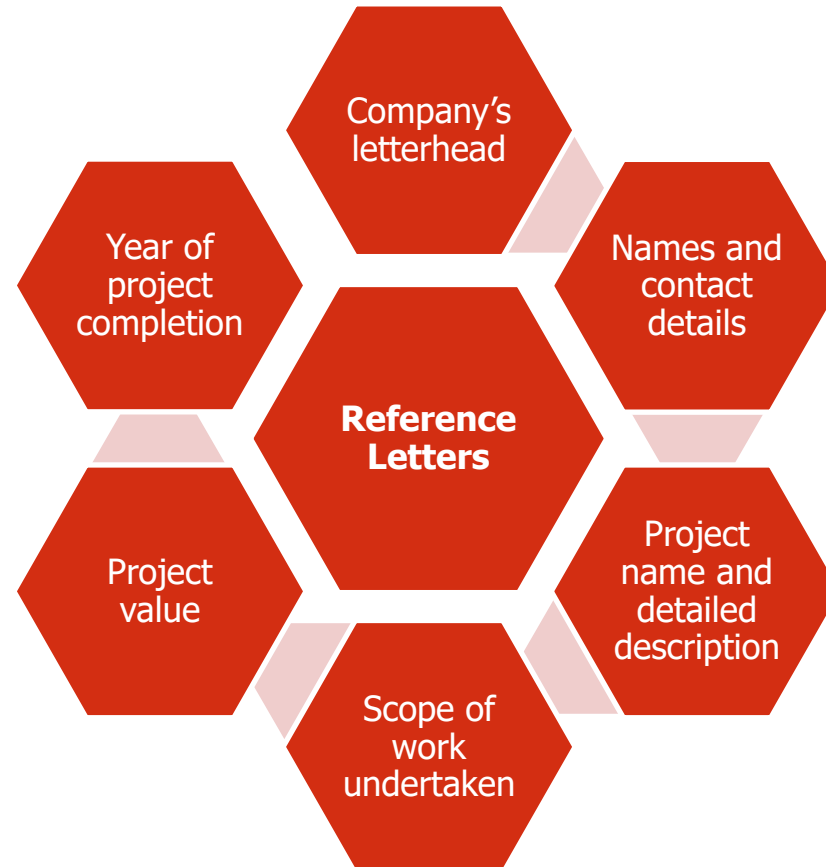 Company’s
letterhead
Names and
contact
details
Project
name and
detailed
description
Scope of
work
undertaken
Project
value
Year of
project
completion
Reference
Letters